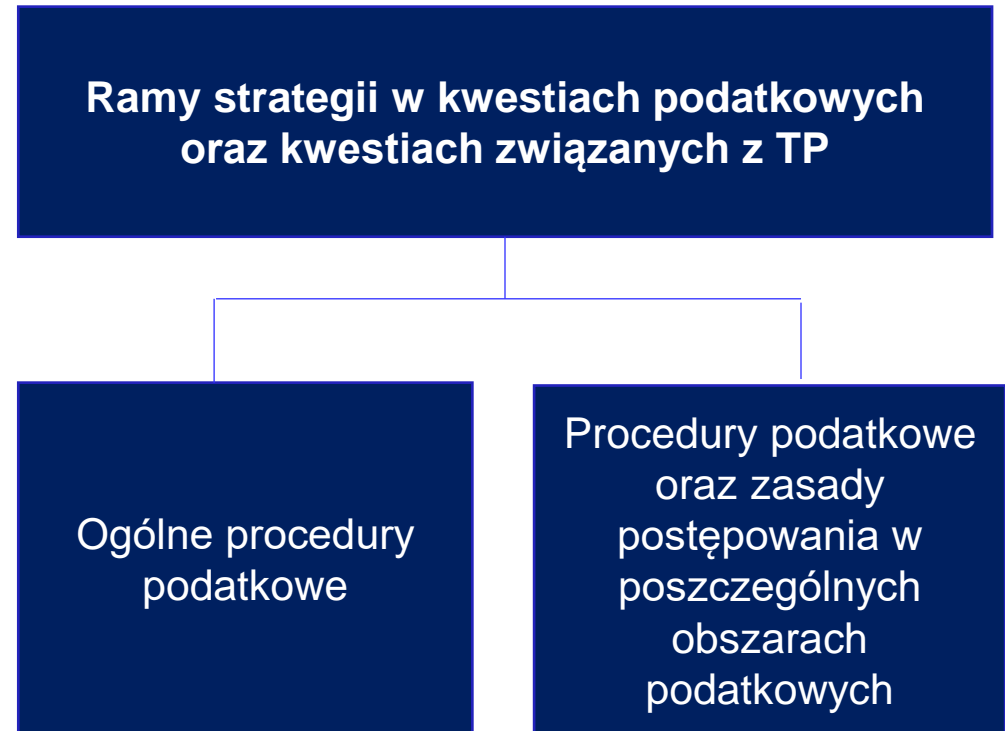 Ramy strategii w kwestiach podatkowych
oraz kwestiach związanych z TP
Ogólne procedury
podatkowe
Procedury podatkowe
oraz zasady
postępowania w
poszczególnych
obszarach
podatkowych